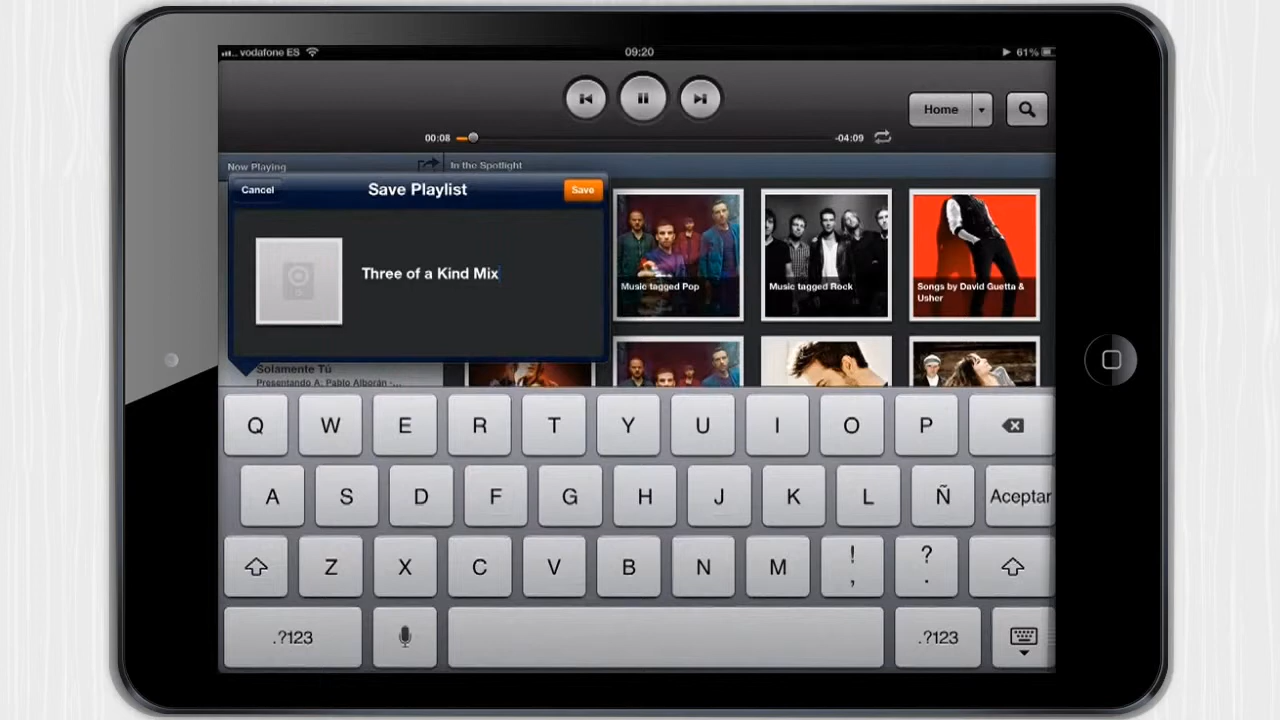 vodafone ES
09:20
61%
Home
00:08
-04:09
Now Playing
In the Spotlight
Cancel
Save Playlist
Save
Three of a Kind Mix
Music tagged Pop
Music tagged Rock
Songs by David Guetta &
Usher
Solamente Tú
Presentando A: Pablo Alborán -...
Q W E R T Y U I O P
A S D F G H J K L Ñ Aceptar
Z X C V B N M ! , ? .
.?123
.?123